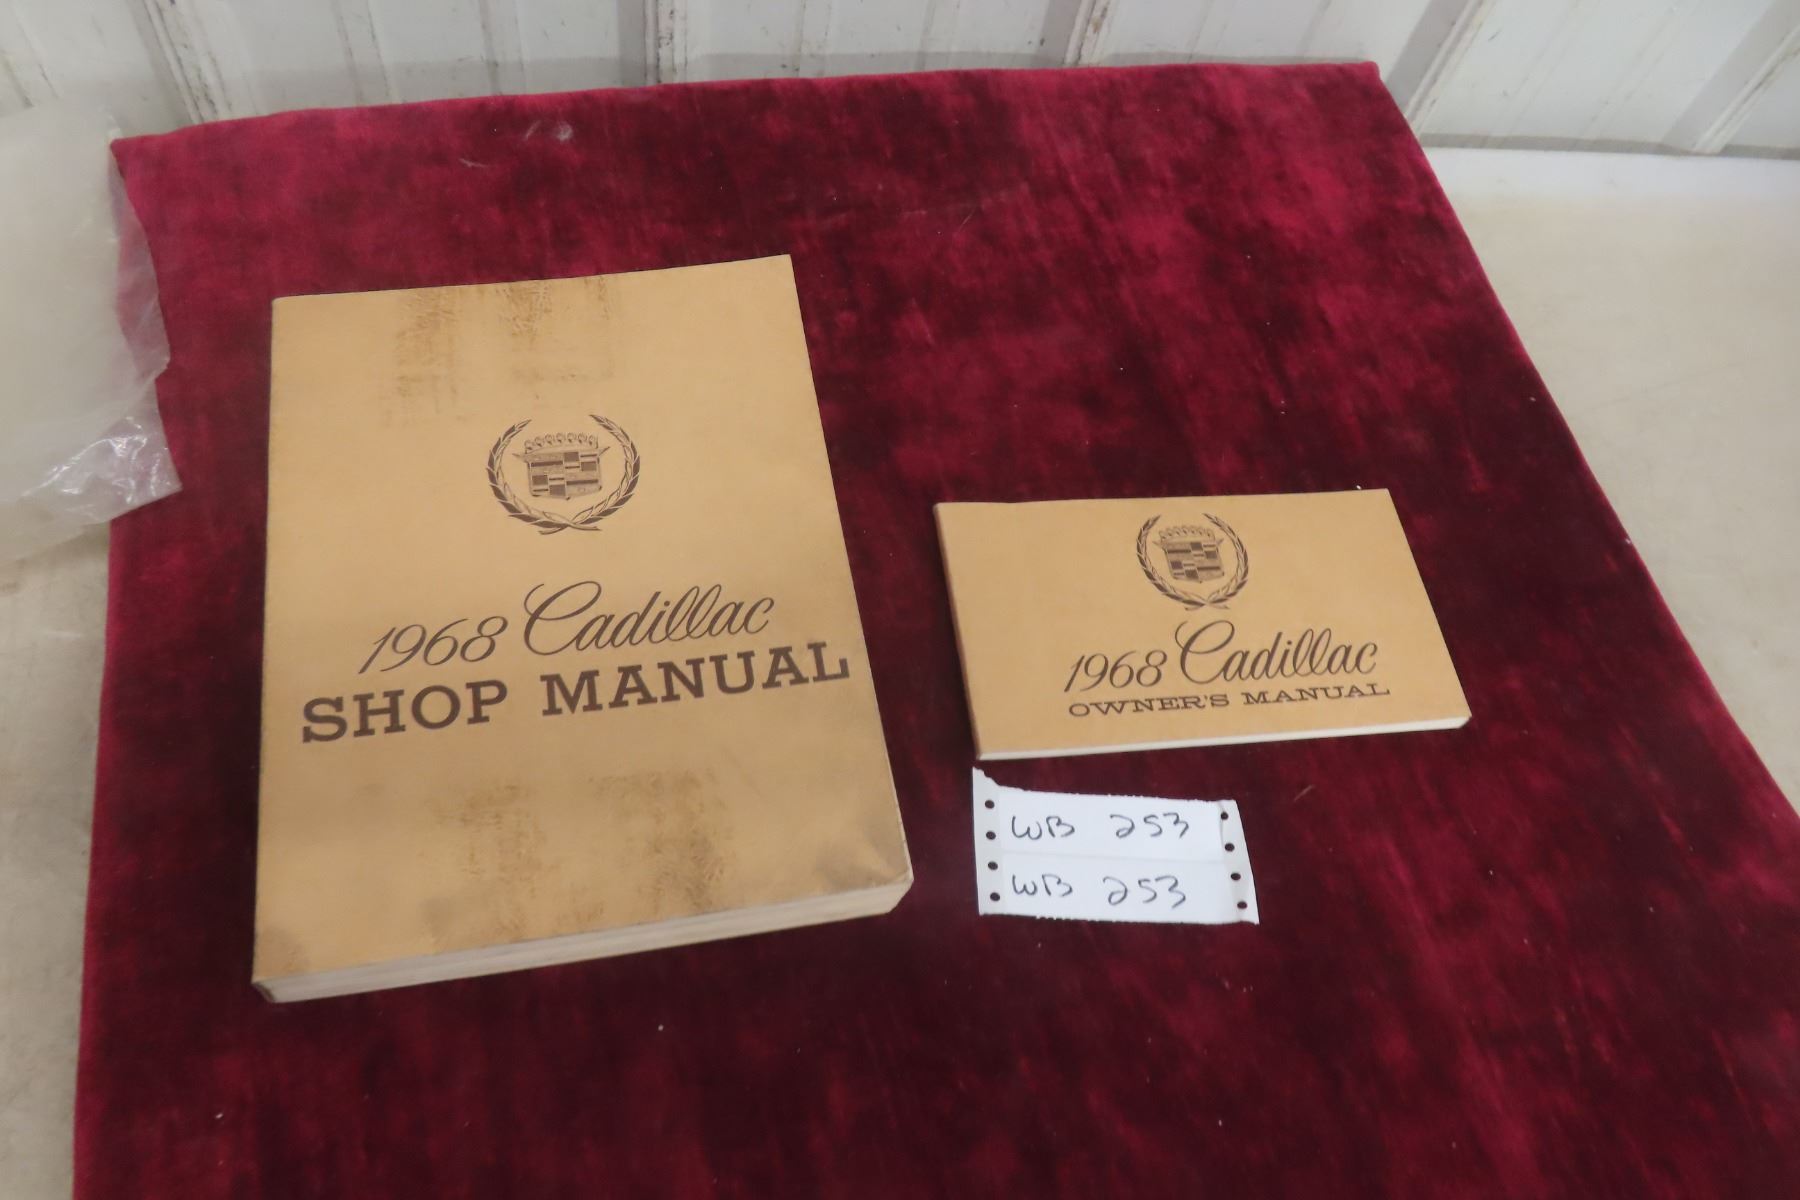 1968 Cadillac
SHOP MANUAL
1968 Cadillac
OWNER'S MANUAL
WB 253
WB 253